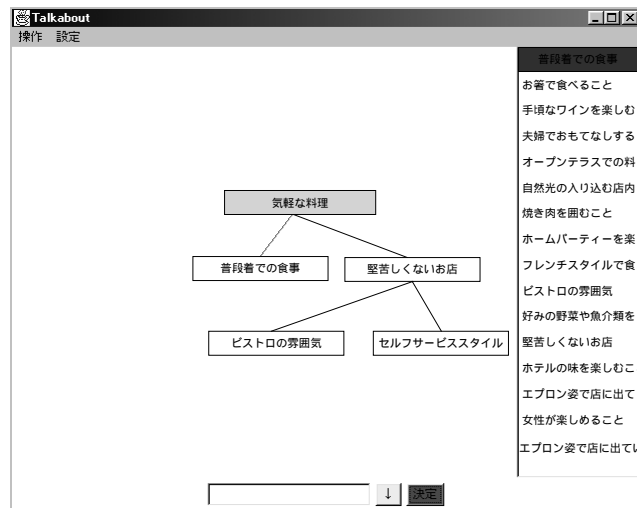 Talkabout
操作 設定
気軽な料理
普段着での食事
堅苦しくないお店
ビストロの雰囲気
セルフサービススタイル
↓
決定
普段着での食事
お箸で食べること
手頃なワインを楽しむ
夫婦でおもてなしする
オープンテラスでの料
自然光の入り込む店内
焼き肉を囲むこと
ホームパーティーを楽
フレンチスタイルで食
ビストロの雰囲気
好みの野菜や魚介類を
堅苦しくないお店
ホテルの味を楽しむこ
エプロン姿で店に出て
女性が楽しめること
エプロン姿で店に出てい